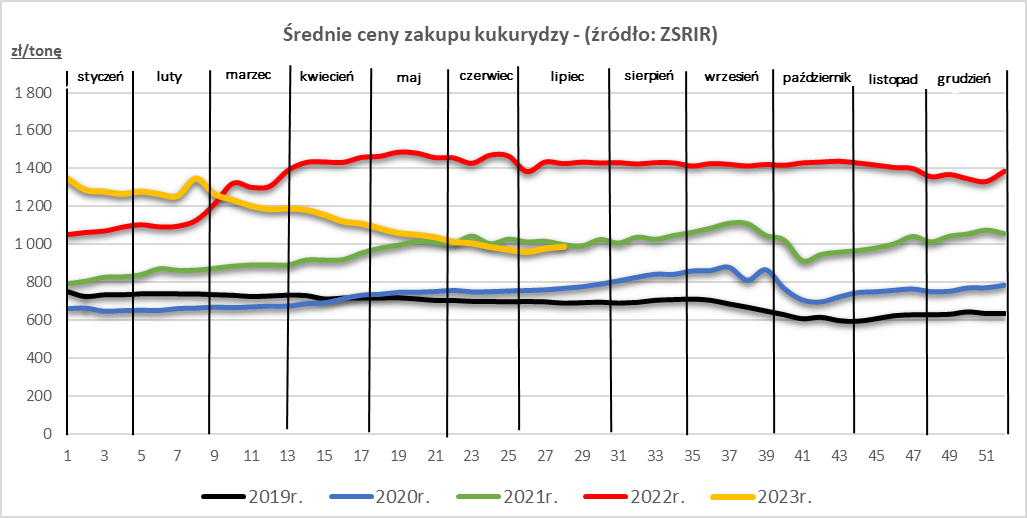 Średnie ceny zakupu kukurydzy - (źródło: ZSRIR)
zł/tonę
styczeń luty marzec kwiecień maj czerwiec lipiec sierpień wrzesień październik listopad grudzień
1 800
1 600
1 400
1 200
1 000
800
600
400
200
0
1 3 5 7 9 11 13 15 17 19 21 23 25 27 29 31 33 35 37 39 41 43 45 47 49 51
2019r. 2020r. 2021r. 2022r. 2023r.